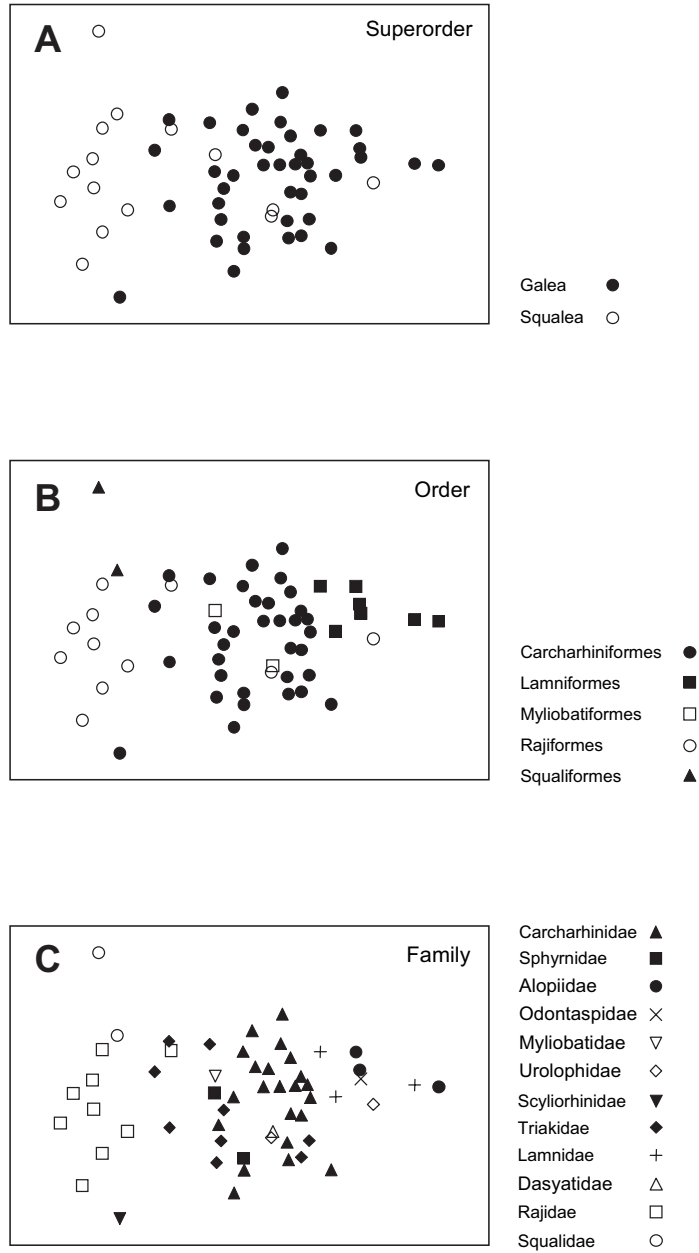 A
Superorder
Galea
Squalea
B
Order
Carcharhiniformes
Lamniformes
Myliobatiformes
Rajiformes
Squaliformes
C
Family
Carcharhinidae
Sphyrnidae
Alopiidae
Odontaspidae
Myliobatidae
Urolophidae
Scyliorhinidae
Triakidae
Lamnidae
Dasyatidae
Rajidae
Squalidae